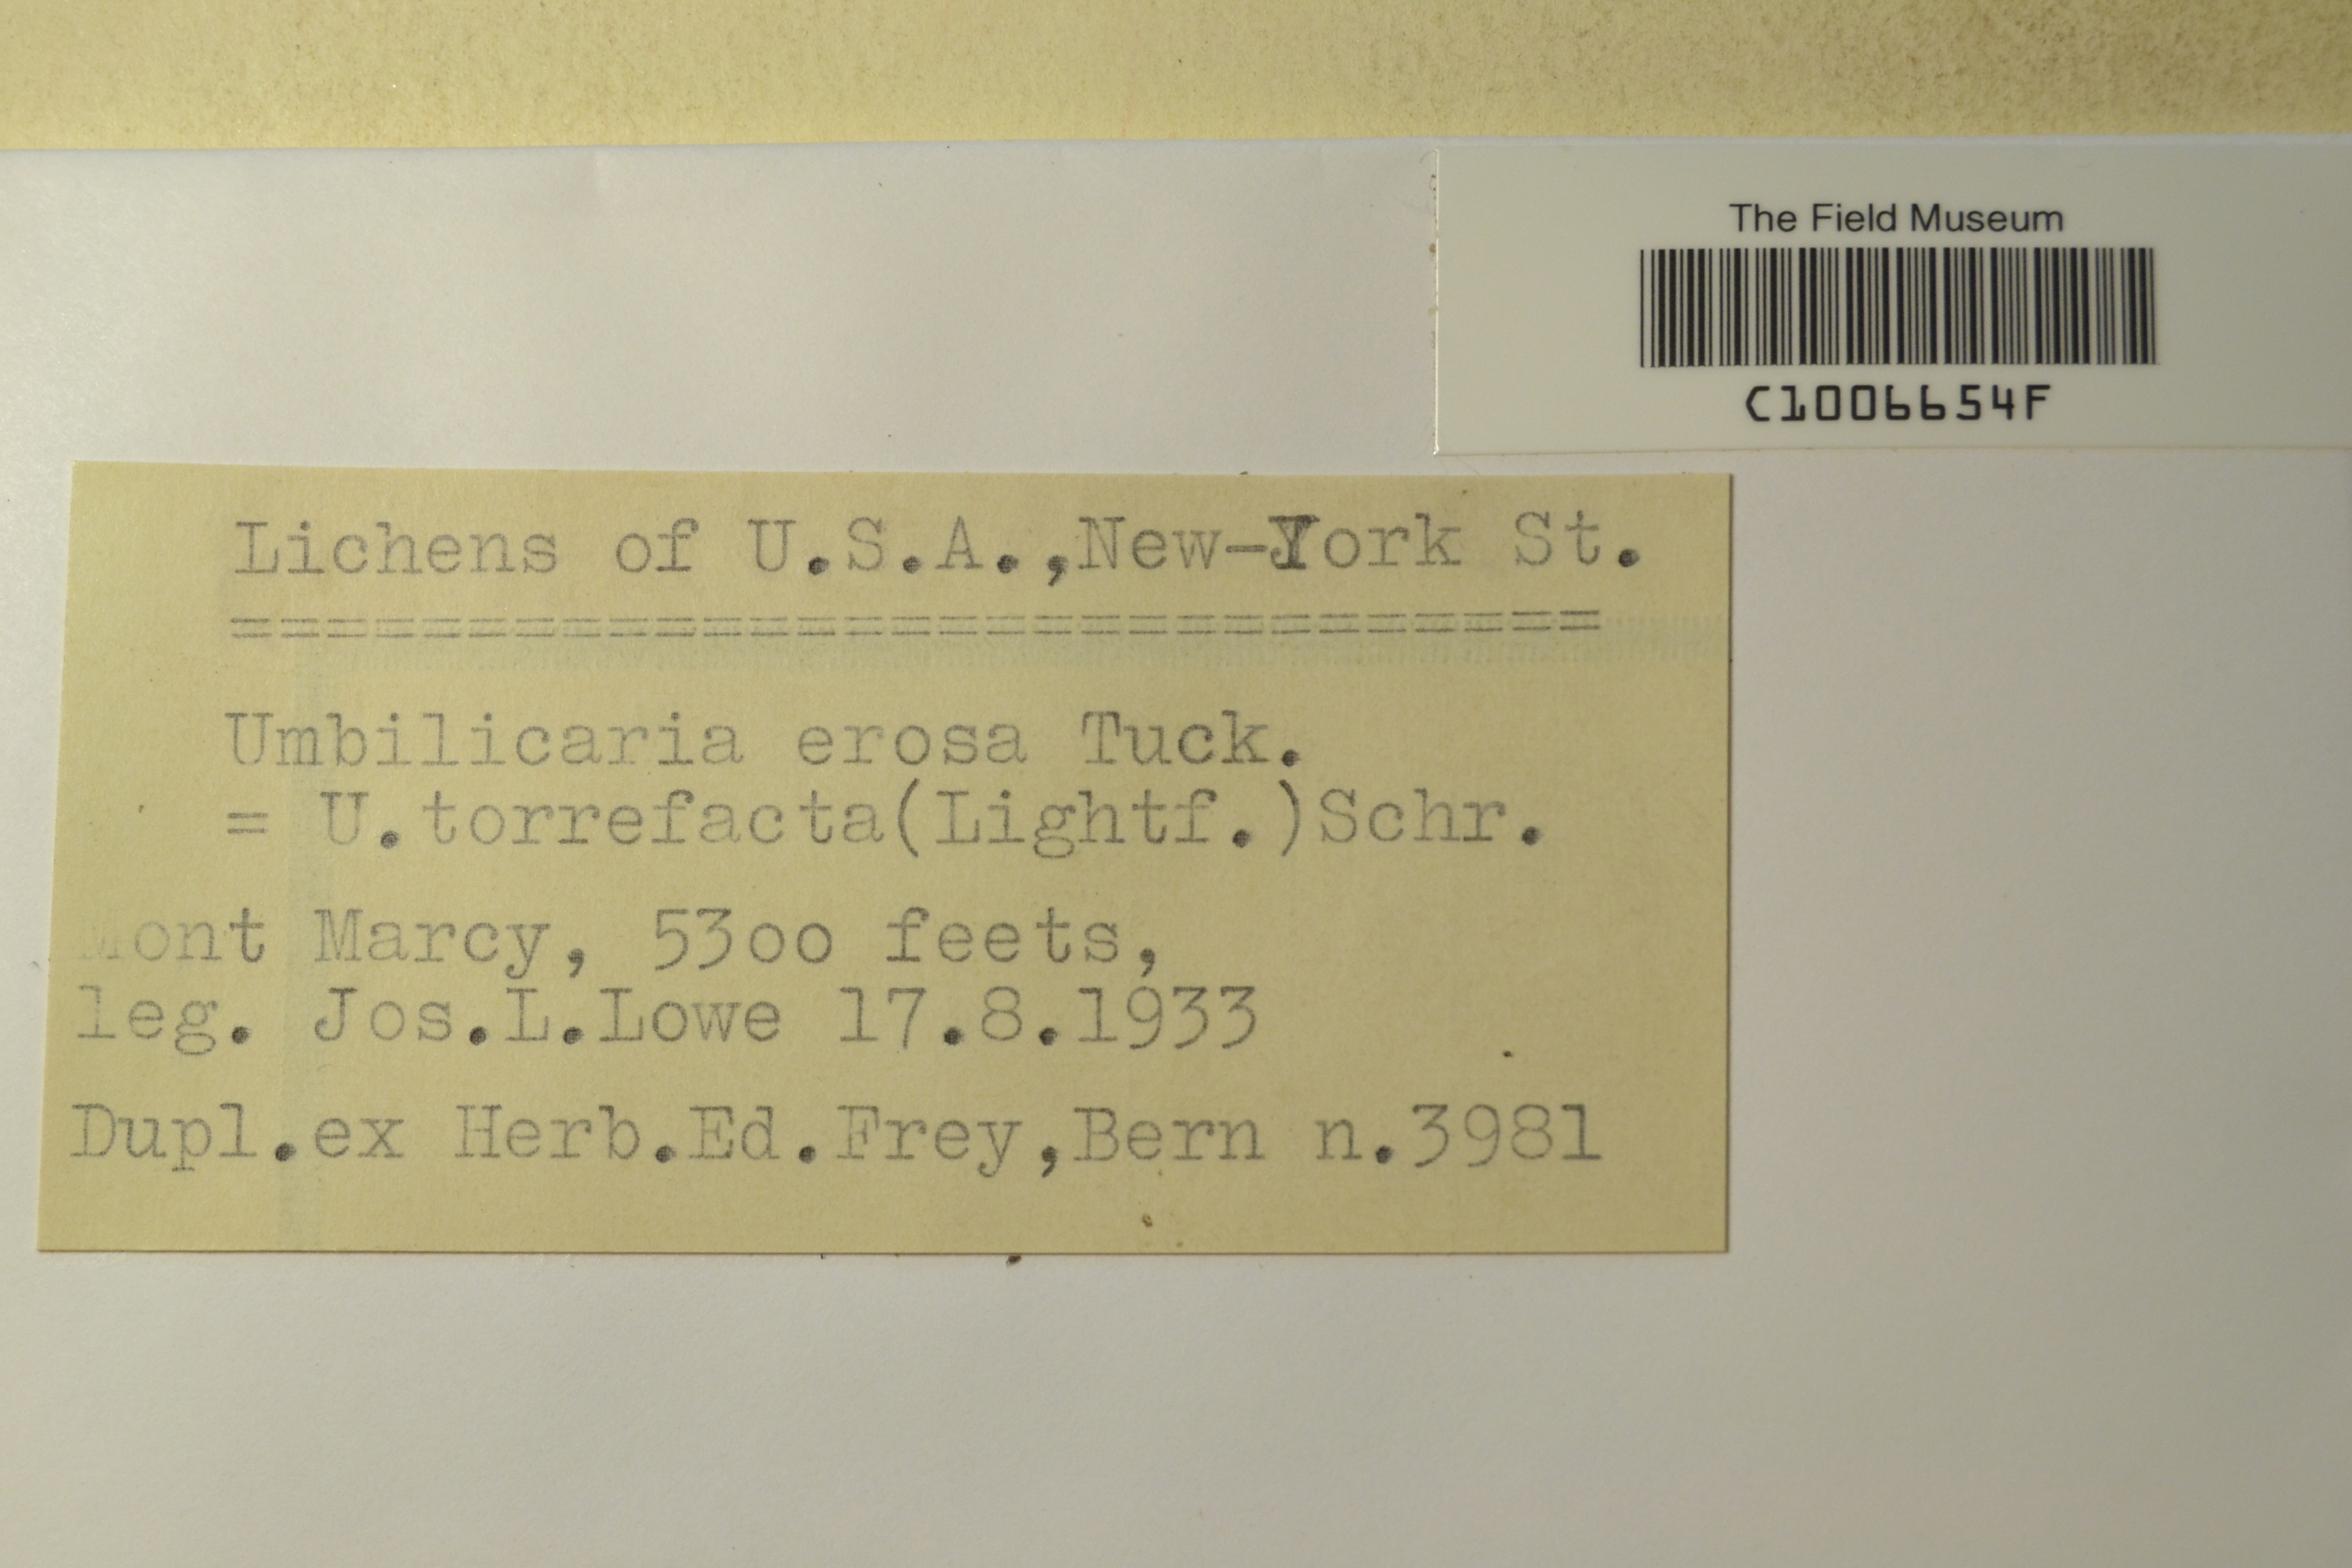 The Field Museum
C1006654F
Lichens of U.S.A.,New-York St.
=============================
Umbilicaria erosa Tuck.
= U.torrefacta(Lightf.)Schr.
Mont Marcy, 5300 feets,
leg. Jos.L.Lowe 17.8.1933
Dupl.ex Herb.Ed.Frey,Bern n.3981